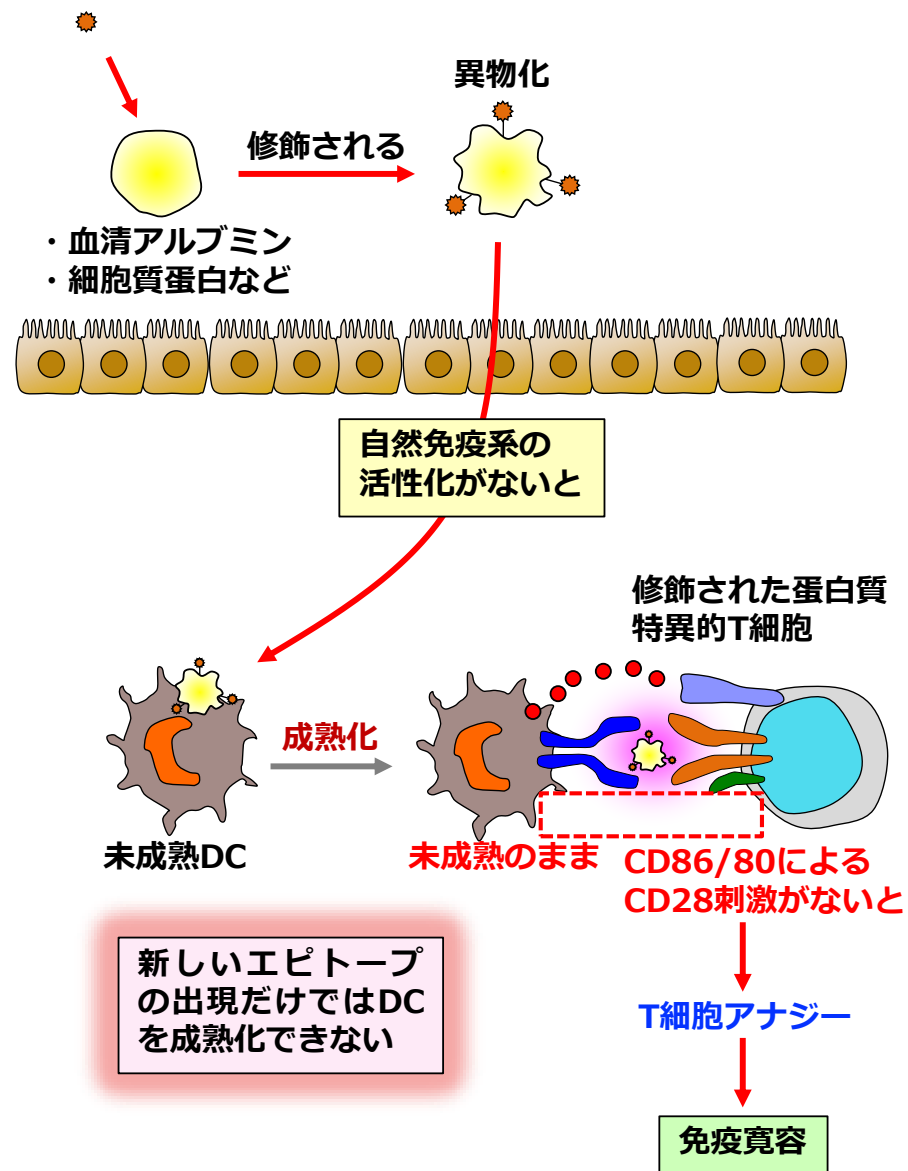 異物化
修飾される
・血清アルブミン
・細胞質蛋白など
自然免疫系の
活性化がないと
修飾された蛋白質
特異的T細胞
成熟化
未成熟DC
未成熟のまま
CD86/80による
CD28刺激がないと
新しいエピトープ
の出現だけではDC
を成熟化できない
T細胞アナジー
免疫寛容